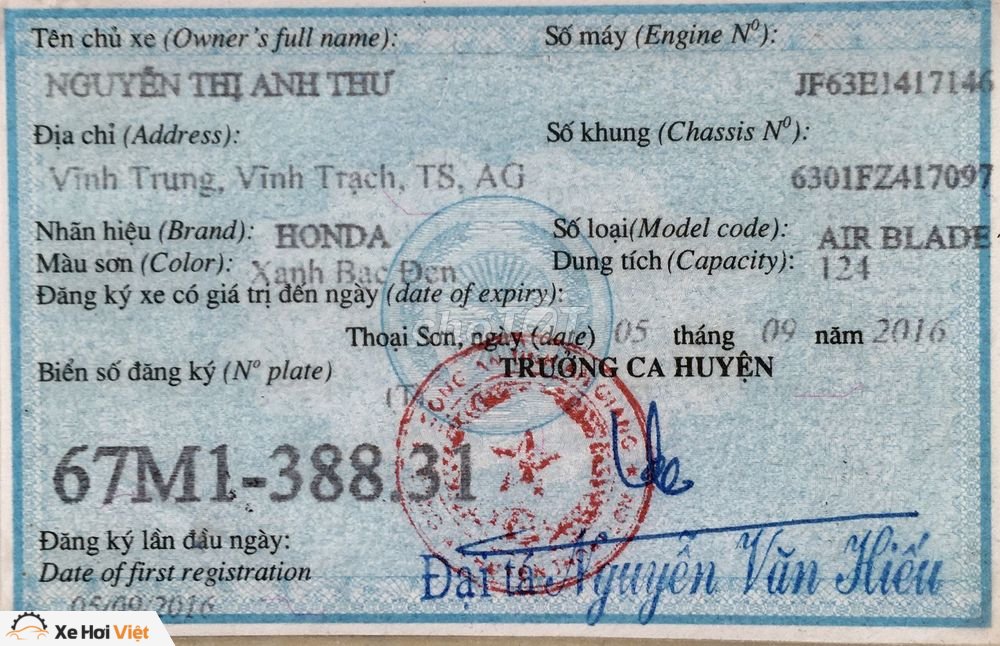 Tên chủ xe (Owner's full name):
Số máy (Engine Nº):
NGUYỄN THỊ ANH THƯ
JF63E1417146
Địa chỉ (Address):
Số khung (Chassis Nº):
Vĩnh Trung, Vĩnh Trạch, TS, AG
6301FZ417097
Nhãn hiệu (Brand): HONDA
Số loại(Model code): AIR BLADE
Màu sơn (Color): Xanh Bạc Đen
Dung tích (Capacity): 124
Đăng ký xe có giá trị đến ngày (date of expiry):
chợTỐT
Thoại Sơn, ngày (date) 05 tháng 09 năm 2016
Biển số đăng ký (Nº plate)
TRƯỞNG CA HUYỆN
67M1-388.31
Đăng ký lần đầu ngày:
Date of first registration
05/09/2016
Đại tá Nguyễn Văn Hiếu
Xe Hơi Việt